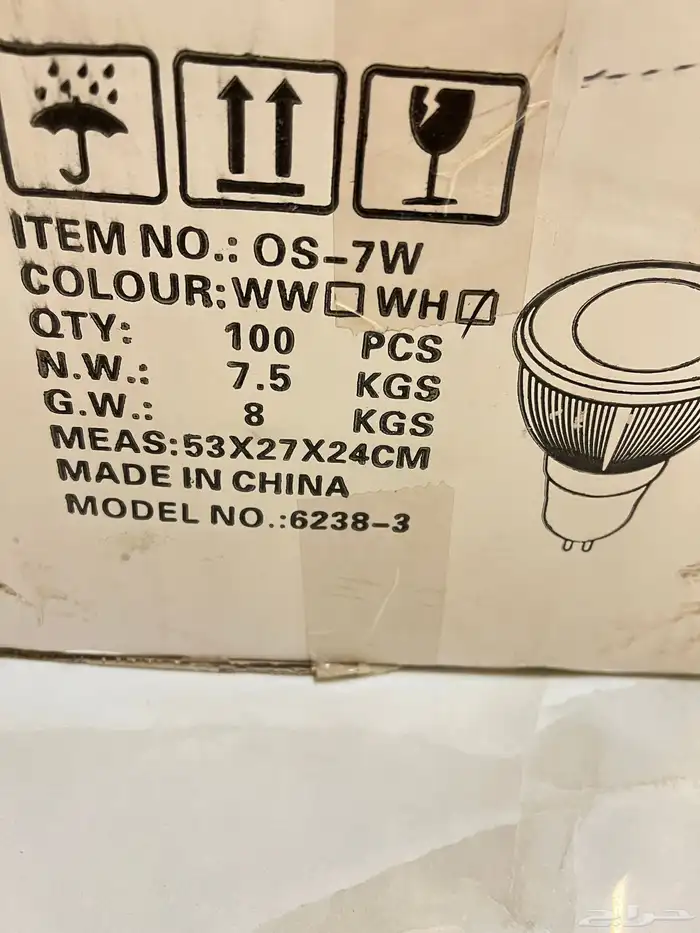 ITEM NO.: OS-7W
COLOUR: WW☐ WH☑
QTY: 100 PCS
N.W.: 7.5 KGS
G.W.: 8 KGS
MEAS: 53X27X24CM
MADE IN CHINA
MODEL NO.:6238-3
حراج